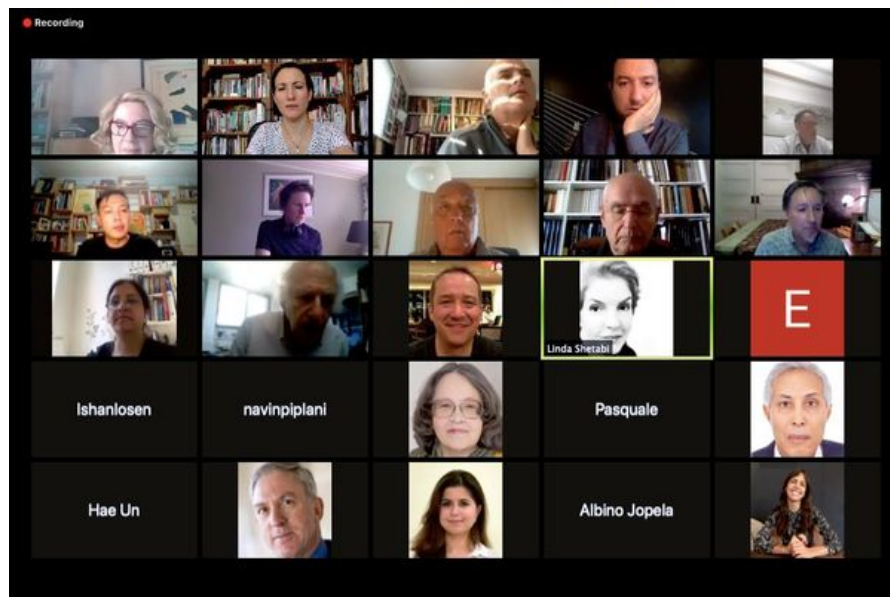 Recording
Linda Shetabi
E
Ishanlosen
navinpiplani
Pasquale
Hae Un
Albino Jopela